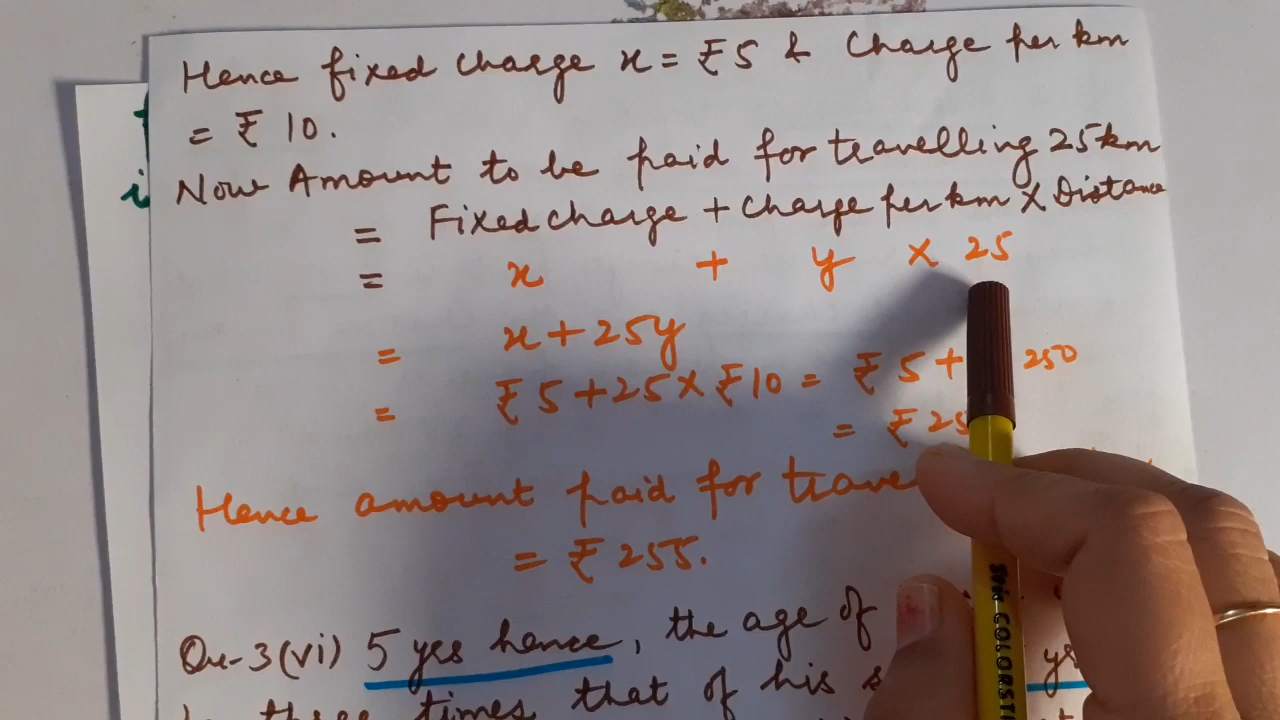 Hence fixed charge x = ₹5 & Charge per km
= ₹ 10.
Now Amount to be paid for travelling 25km
= Fixed charge + Charge per km X Distance
= x + y X 25
= x + 25y
= ₹5 + 25 X ₹10 = ₹5 + 250
= ₹ 25
Hence amount paid for trave
= ₹ 255.
Qu-3(vi) 5 yrs hence, the age of
three times that of his